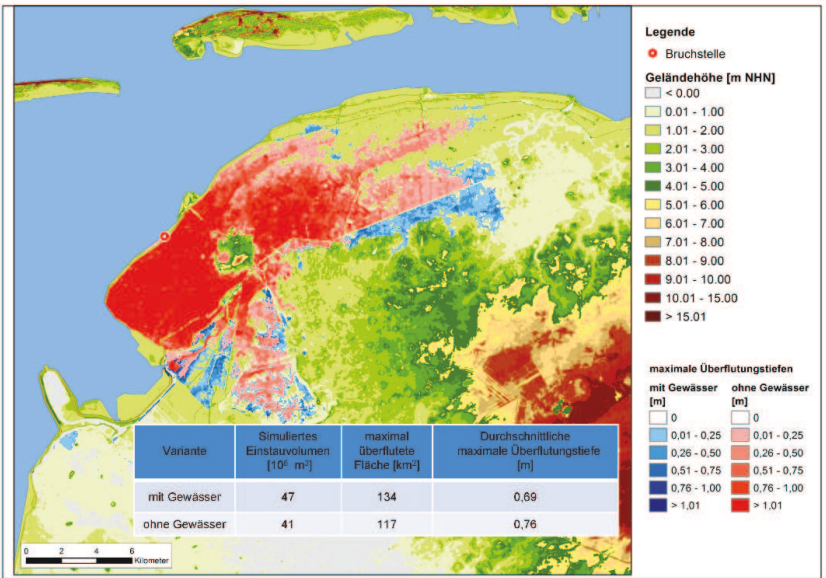 Legende
Bruchstelle
Geländehöhe [m NHN]
< 0.00
0.01 - 1.00
1.01 - 2.00
2.01 - 3.00
3.01 - 4.00
4.01 - 5.00
5.01 - 6.00
6.01 - 7.00
7.01 - 8.00
8.01 - 9.00
9.01 - 10.00
10.01 - 15.00
> 15.01
maximale Überflutungstiefen
mit Gewässer ohne Gewässer
[m] [m]
0 0
0,01 - 0,25 0,01 - 0,25
0,26 - 0,50 0,26 - 0,50
0,51 - 0,75 0,51 - 0,75
0,76 - 1,00 0,76 - 1,00
> 1,01 > 1,01
Variante
Simuliertes
Einstauvolumen
[10⁶ m³]
maximal
überflutete
Fläche [km²]
Durchschnittliche
maximale Überflutungstiefe
[m]
mit Gewässer 47 134 0,69
ohne Gewässer 41 117 0,76
0 2 4 6
Kilometer